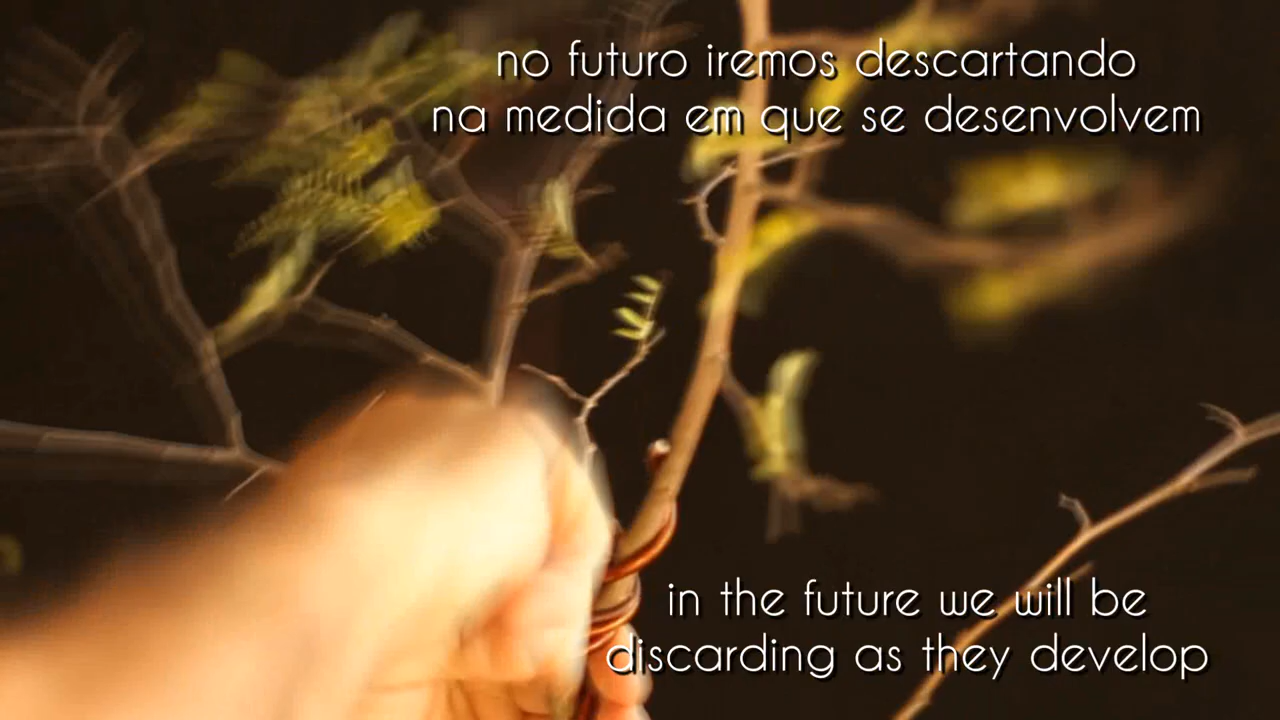 no futuro iremos descartando
na medida em que se desenvolvem
in the future we will be
discarding as they develop